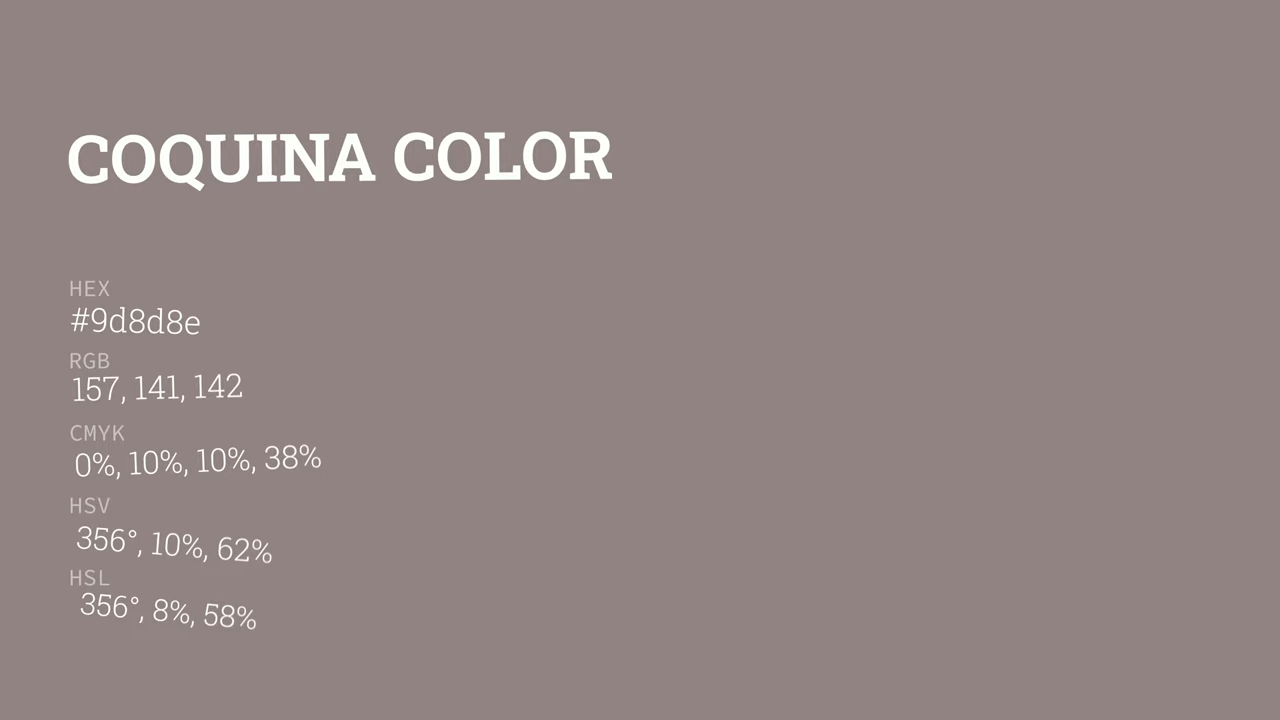 COQUINA COLOR
HEX
#9d8d8e
RGB
157, 141, 142
CMYK
0%, 10%, 10%, 38%
HSV
356°, 10%, 62%
HSL
356°, 8%, 58%